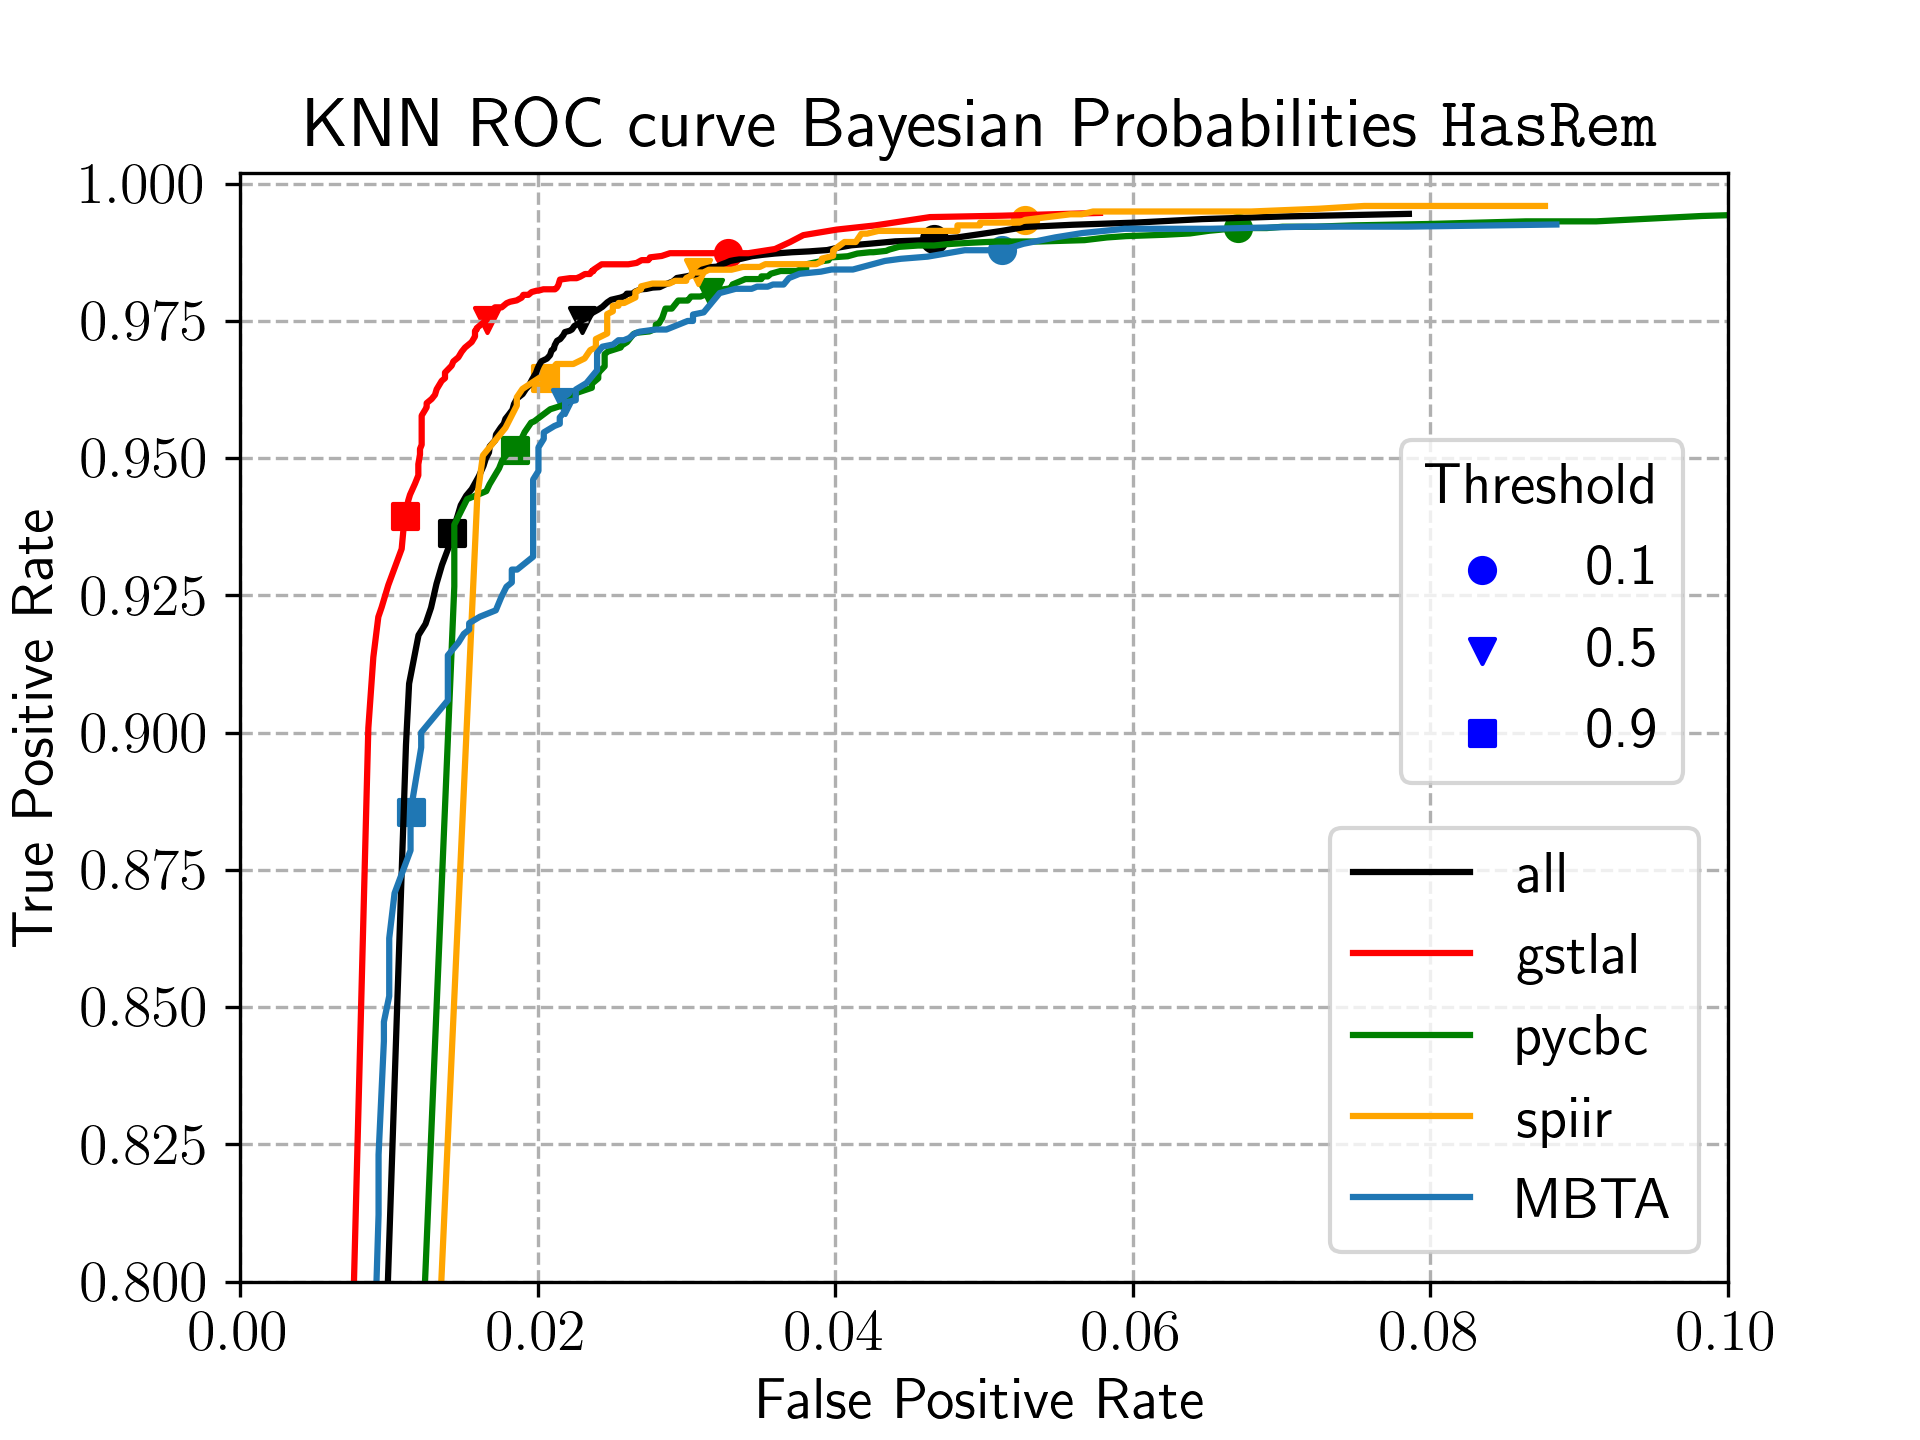 KNN ROC curve Bayesian Probabilities HasRem
True Positive Rate
1.000
0.975
0.950
0.925
0.900
0.875
0.850
0.825
0.800
0.00 0.02 0.04 0.06 0.08 0.10
False Positive Rate
Threshold
0.1
0.5
0.9
all
gstlal
pycbc
spiir
MBTA